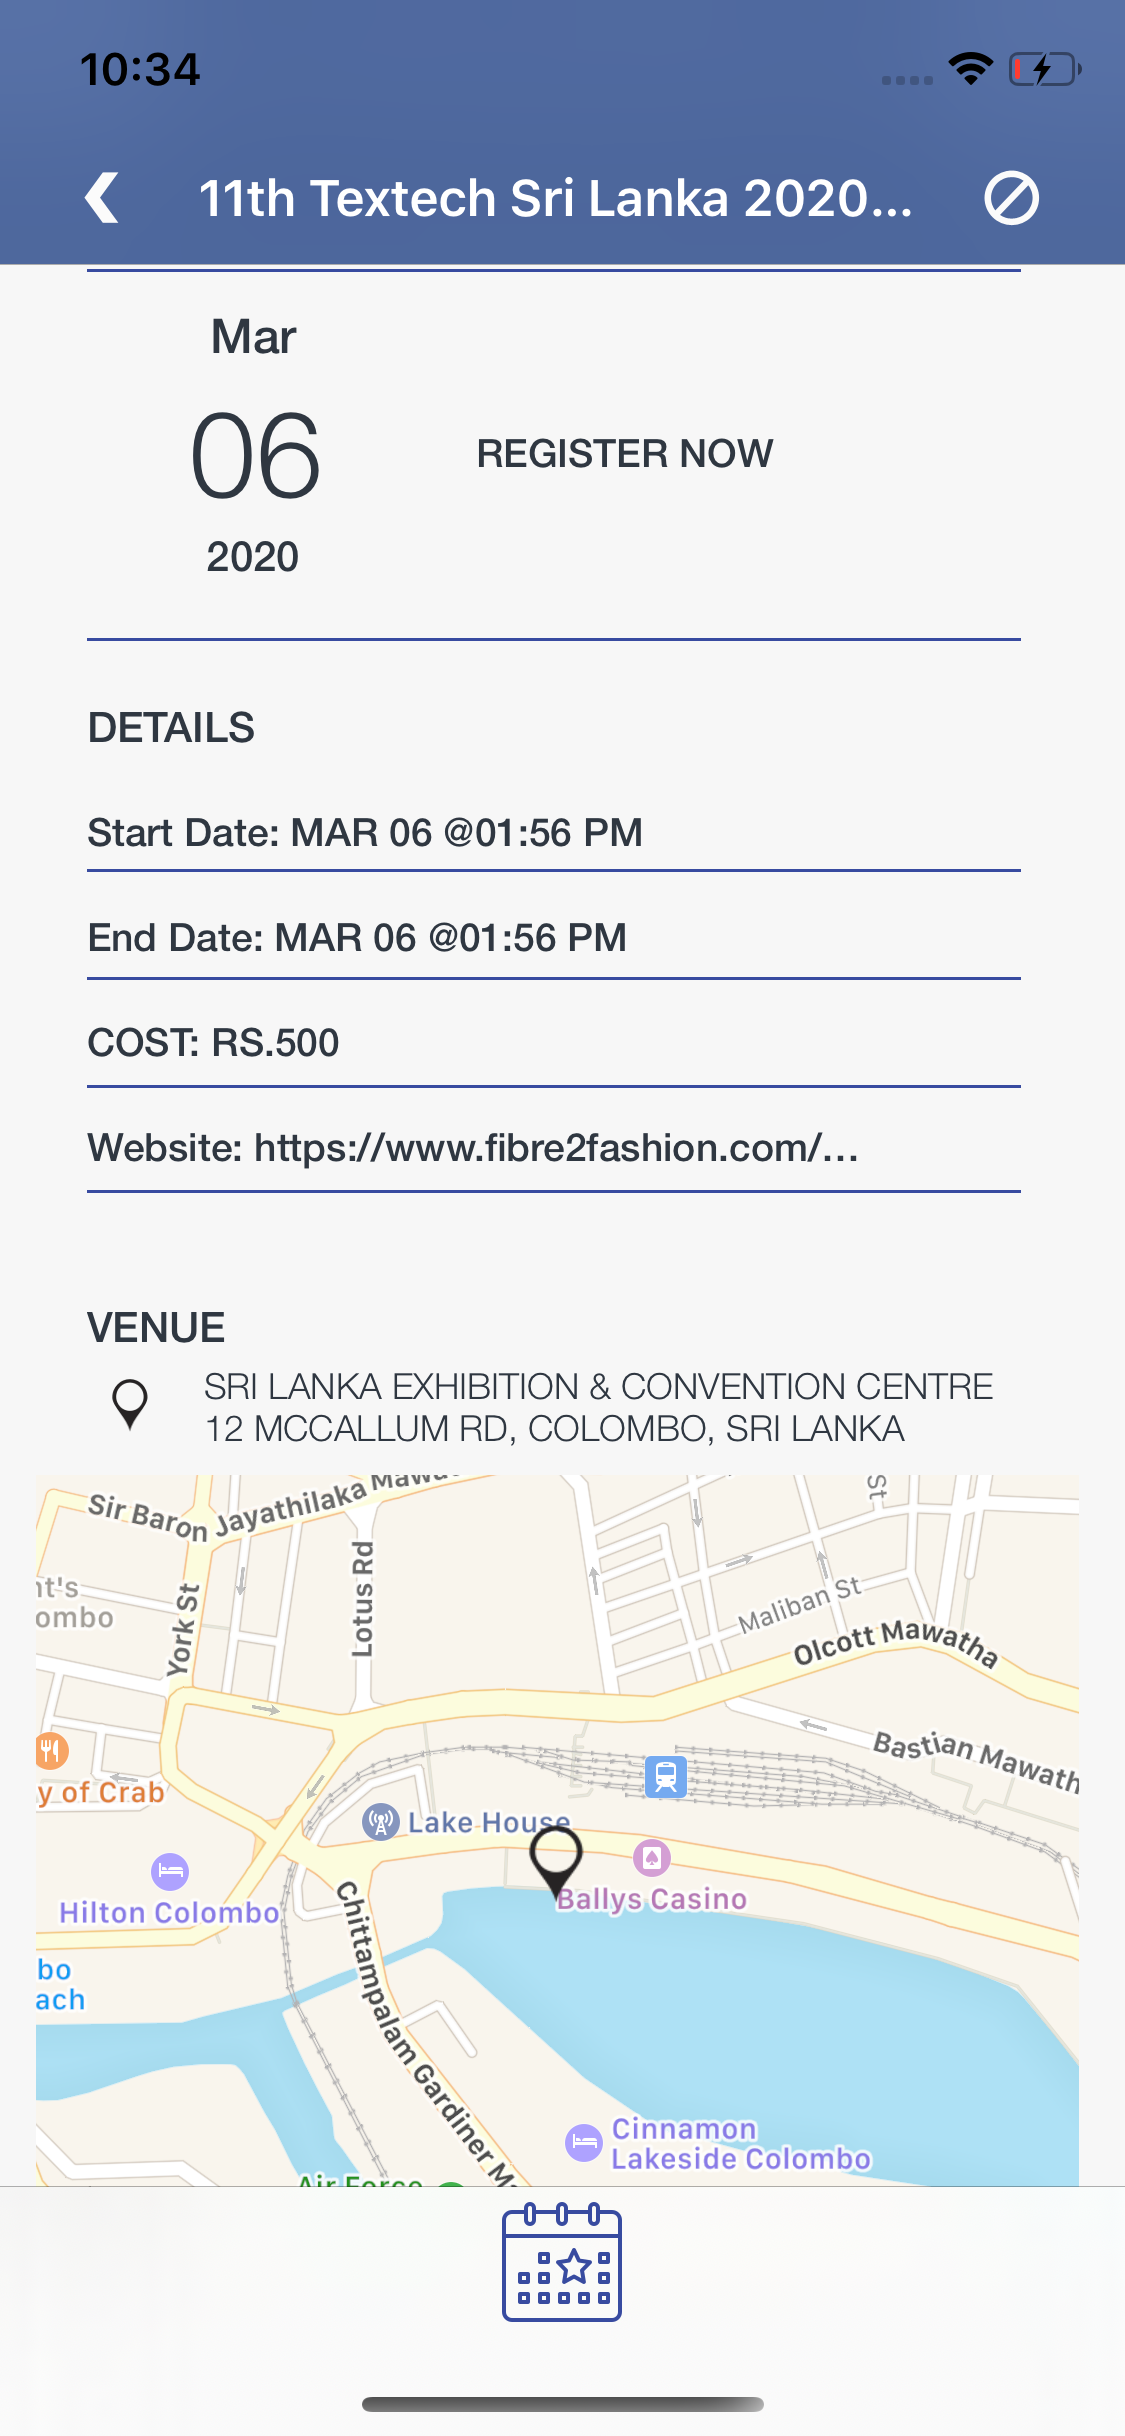 10:34
11th Textech Sri Lanka 2020...
Mar
06
REGISTER NOW
2020
DETAILS
Start Date: MAR 06 @01:56 PM
End Date: MAR 06 @01:56 PM
COST: RS.500
Website: https://www.fibre2fashion.com/...
VENUE
SRI LANKA EXHIBITION & CONVENTION CENTRE
12 MCCALLUM RD, COLOMBO, SRI LANKA
Sir Baron Jayathilaka Mawa
St
nt's
ombo
York St
Lotus Rd
Maliban St
Olcott Mawatha
Bastian Mawath
y of Crab
Lake House
Ballys Casino
Hilton Colombo
Chittampalam Gardiner M
bo
ach
Cinnamon
Lakeside Colombo
Air Force